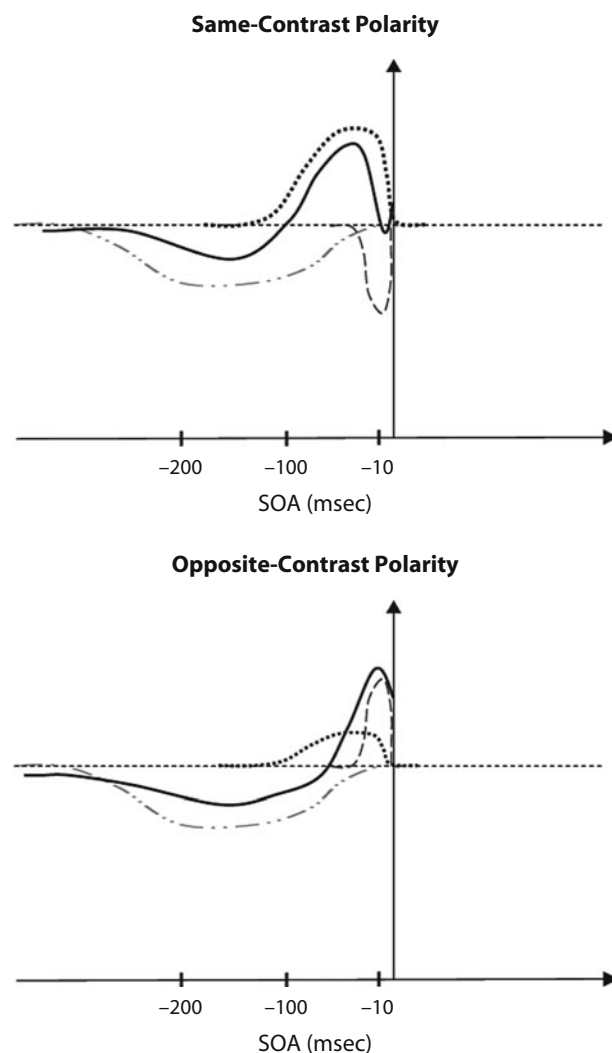 Same-Contrast Polarity
–200 –100 –10
SOA (msec)
Opposite-Contrast Polarity
–200 –100 –10
SOA (msec)